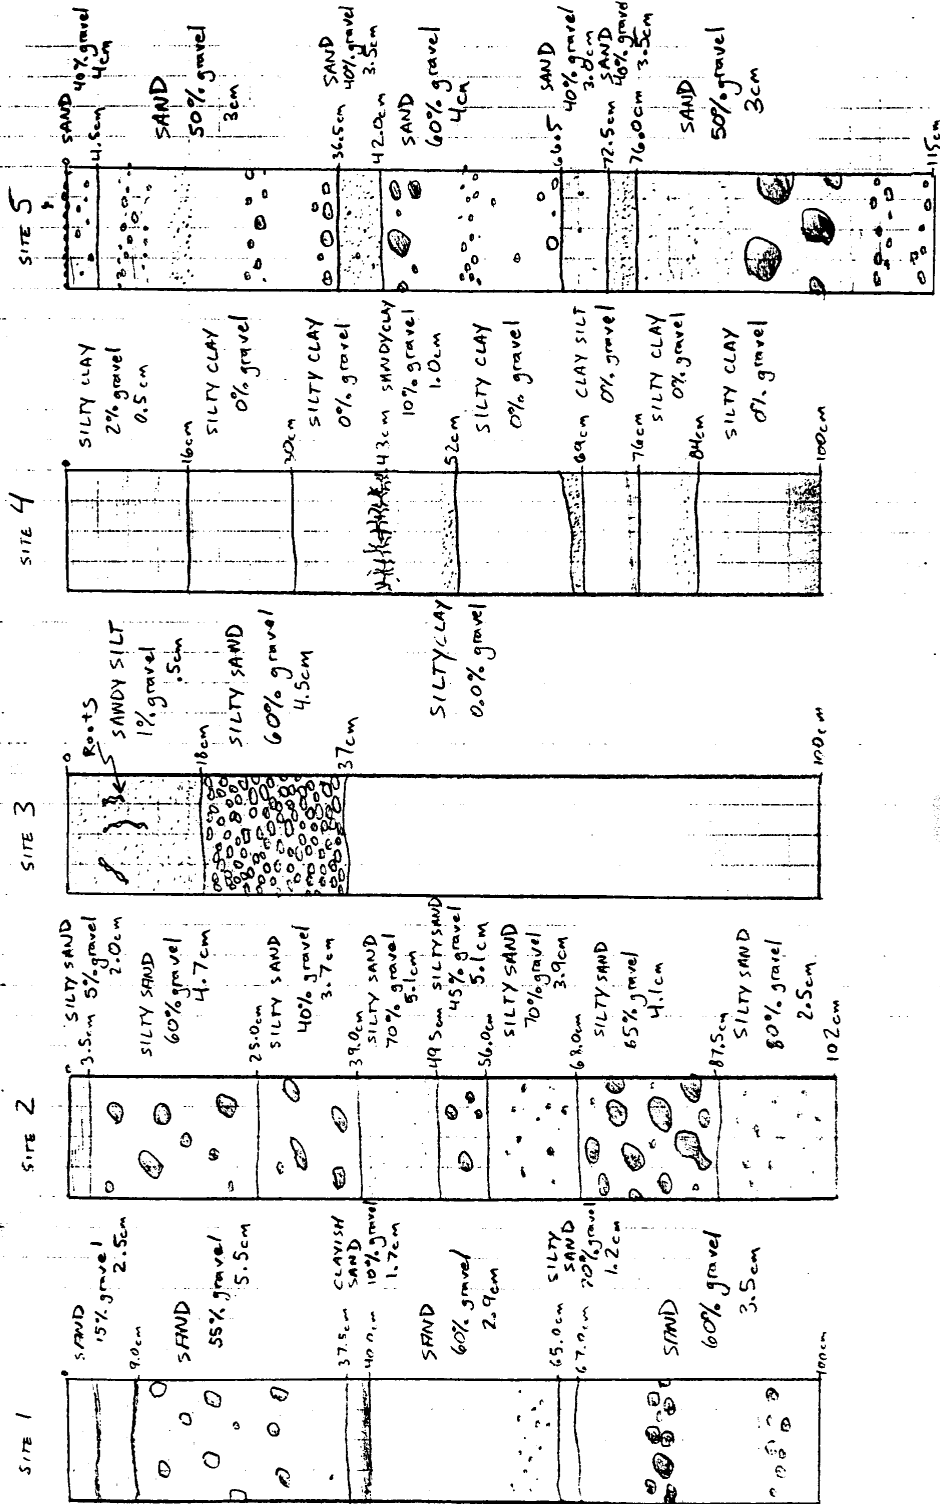 SITE 1
0
SAND
15% gravel
2.5cm
9.0cm
SAND
55% gravel
5.5cm
37.5cm
CLAYISH
SAND
10% gravel
1.7cm
40.0cm
SAND
60% gravel
2.9cm
65.0cm
SILTY
SAND
20% gravel
1.2cm
67.0cm
SAND
60% gravel
3.5cm
100cm
SITE 2
0
SILTY SAND
5% gravel
2.0cm
3.5cm
SILTY SAND
60% gravel
4.7cm
25.0cm
SILTY SAND
40% gravel
3.7cm
39.0cm
SILTY SAND
70% gravel
5.1cm
49.5cm
SILTY SAND
45% gravel
5.1cm
56.0cm
SILTY SAND
70% gravel
3.9cm
68.0cm
SILTY SAND
65% gravel
4.1cm
87.5cm
SILTY SAND
80% gravel
2.5cm
102cm
SITE 3
0
Roots
SANDY SILT
1% gravel
.5cm
18cm
SILTY SAND
60% gravel
4.5cm
37cm
SILTY CLAY
0.0% gravel
100cm
SITE 4
0
SILTY CLAY
2% gravel
0.5cm
16cm
SILTY CLAY
0% gravel
30cm
SILTY CLAY
0% gravel
43cm
SANDY CLAY
10% gravel
1.0cm
52cm
SILTY CLAY
0% gravel
69cm
CLAY SILT
0% gravel
76cm
SILTY CLAY
0% gravel
84cm
SILTY CLAY
0% gravel
100cm
SITE 5
0
SAND
40% gravel
4cm
4.5cm
SAND
50% gravel
3cm
36.5cm
SAND
40% gravel
3.5cm
42.0cm
SAND
60% gravel
4cm
66.5
SAND
40% gravel
3.0cm
72.5cm
SAND
40% gravel
3.5cm
76.0cm
SAND
50% gravel
3cm
115cm